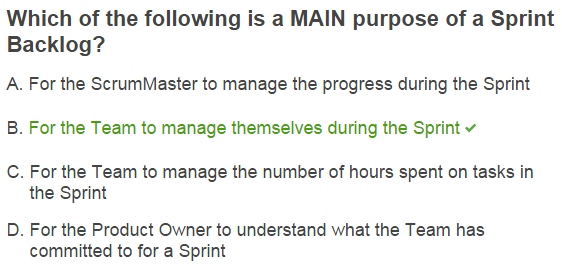 Which of the following is a MAIN purpose of a Sprint
Backlog?
A. For the ScrumMaster to manage the progress during the Sprint
B. For the Team to manage themselves during the Sprint ✓
C. For the Team to manage the number of hours spent on tasks in
the Sprint
D. For the Product Owner to understand what the Team has
committed to for a Sprint